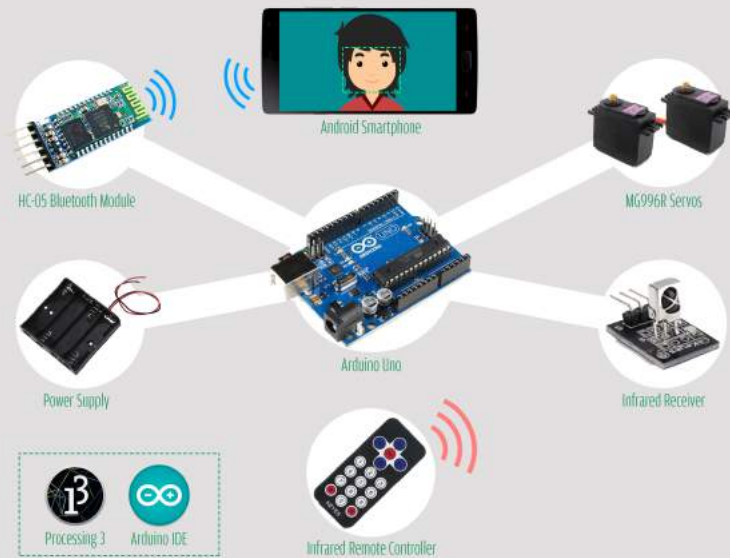 Android Smartphone
HC-05 Bluetooth Module
MG996R Servos
UNO
Arduino Uno
Power Supply
Infrared Receiver
Processing 3
Arduino IDE
Infrared Remote Controller